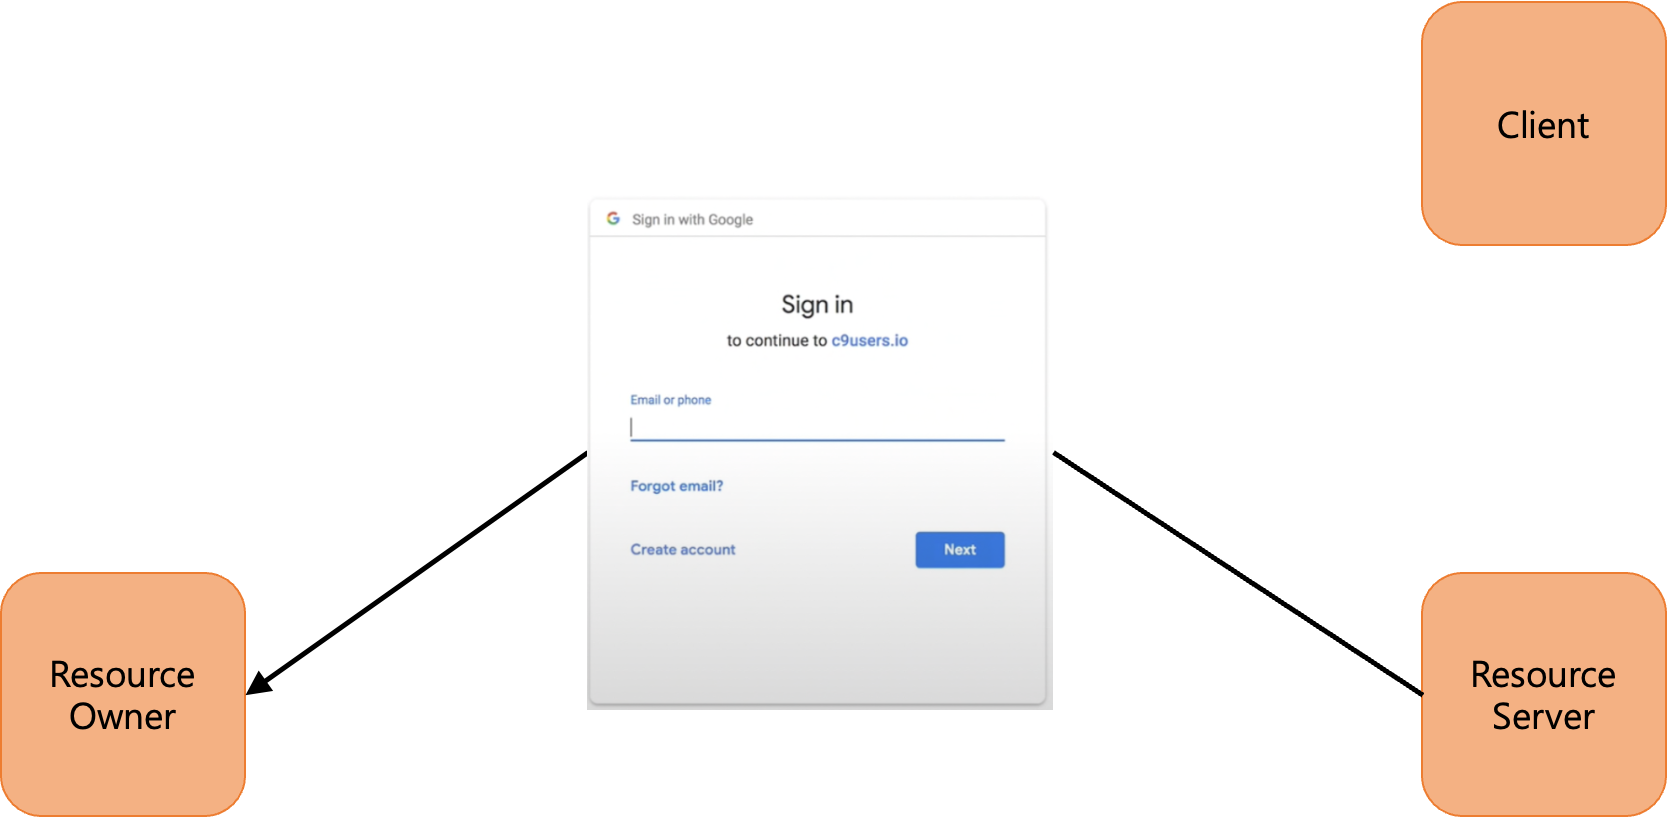 Client
Sign in with Google
Sign in
to continue to c9users.io
Email or phone
Forgot email?
Create account
Next
Resource
Owner
Resource
Server